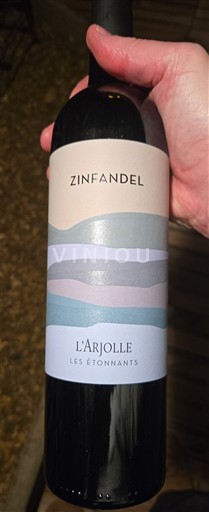 ZINFANDEL
VINIOU
L'ARJOLLE
LES ÉTONNANTS